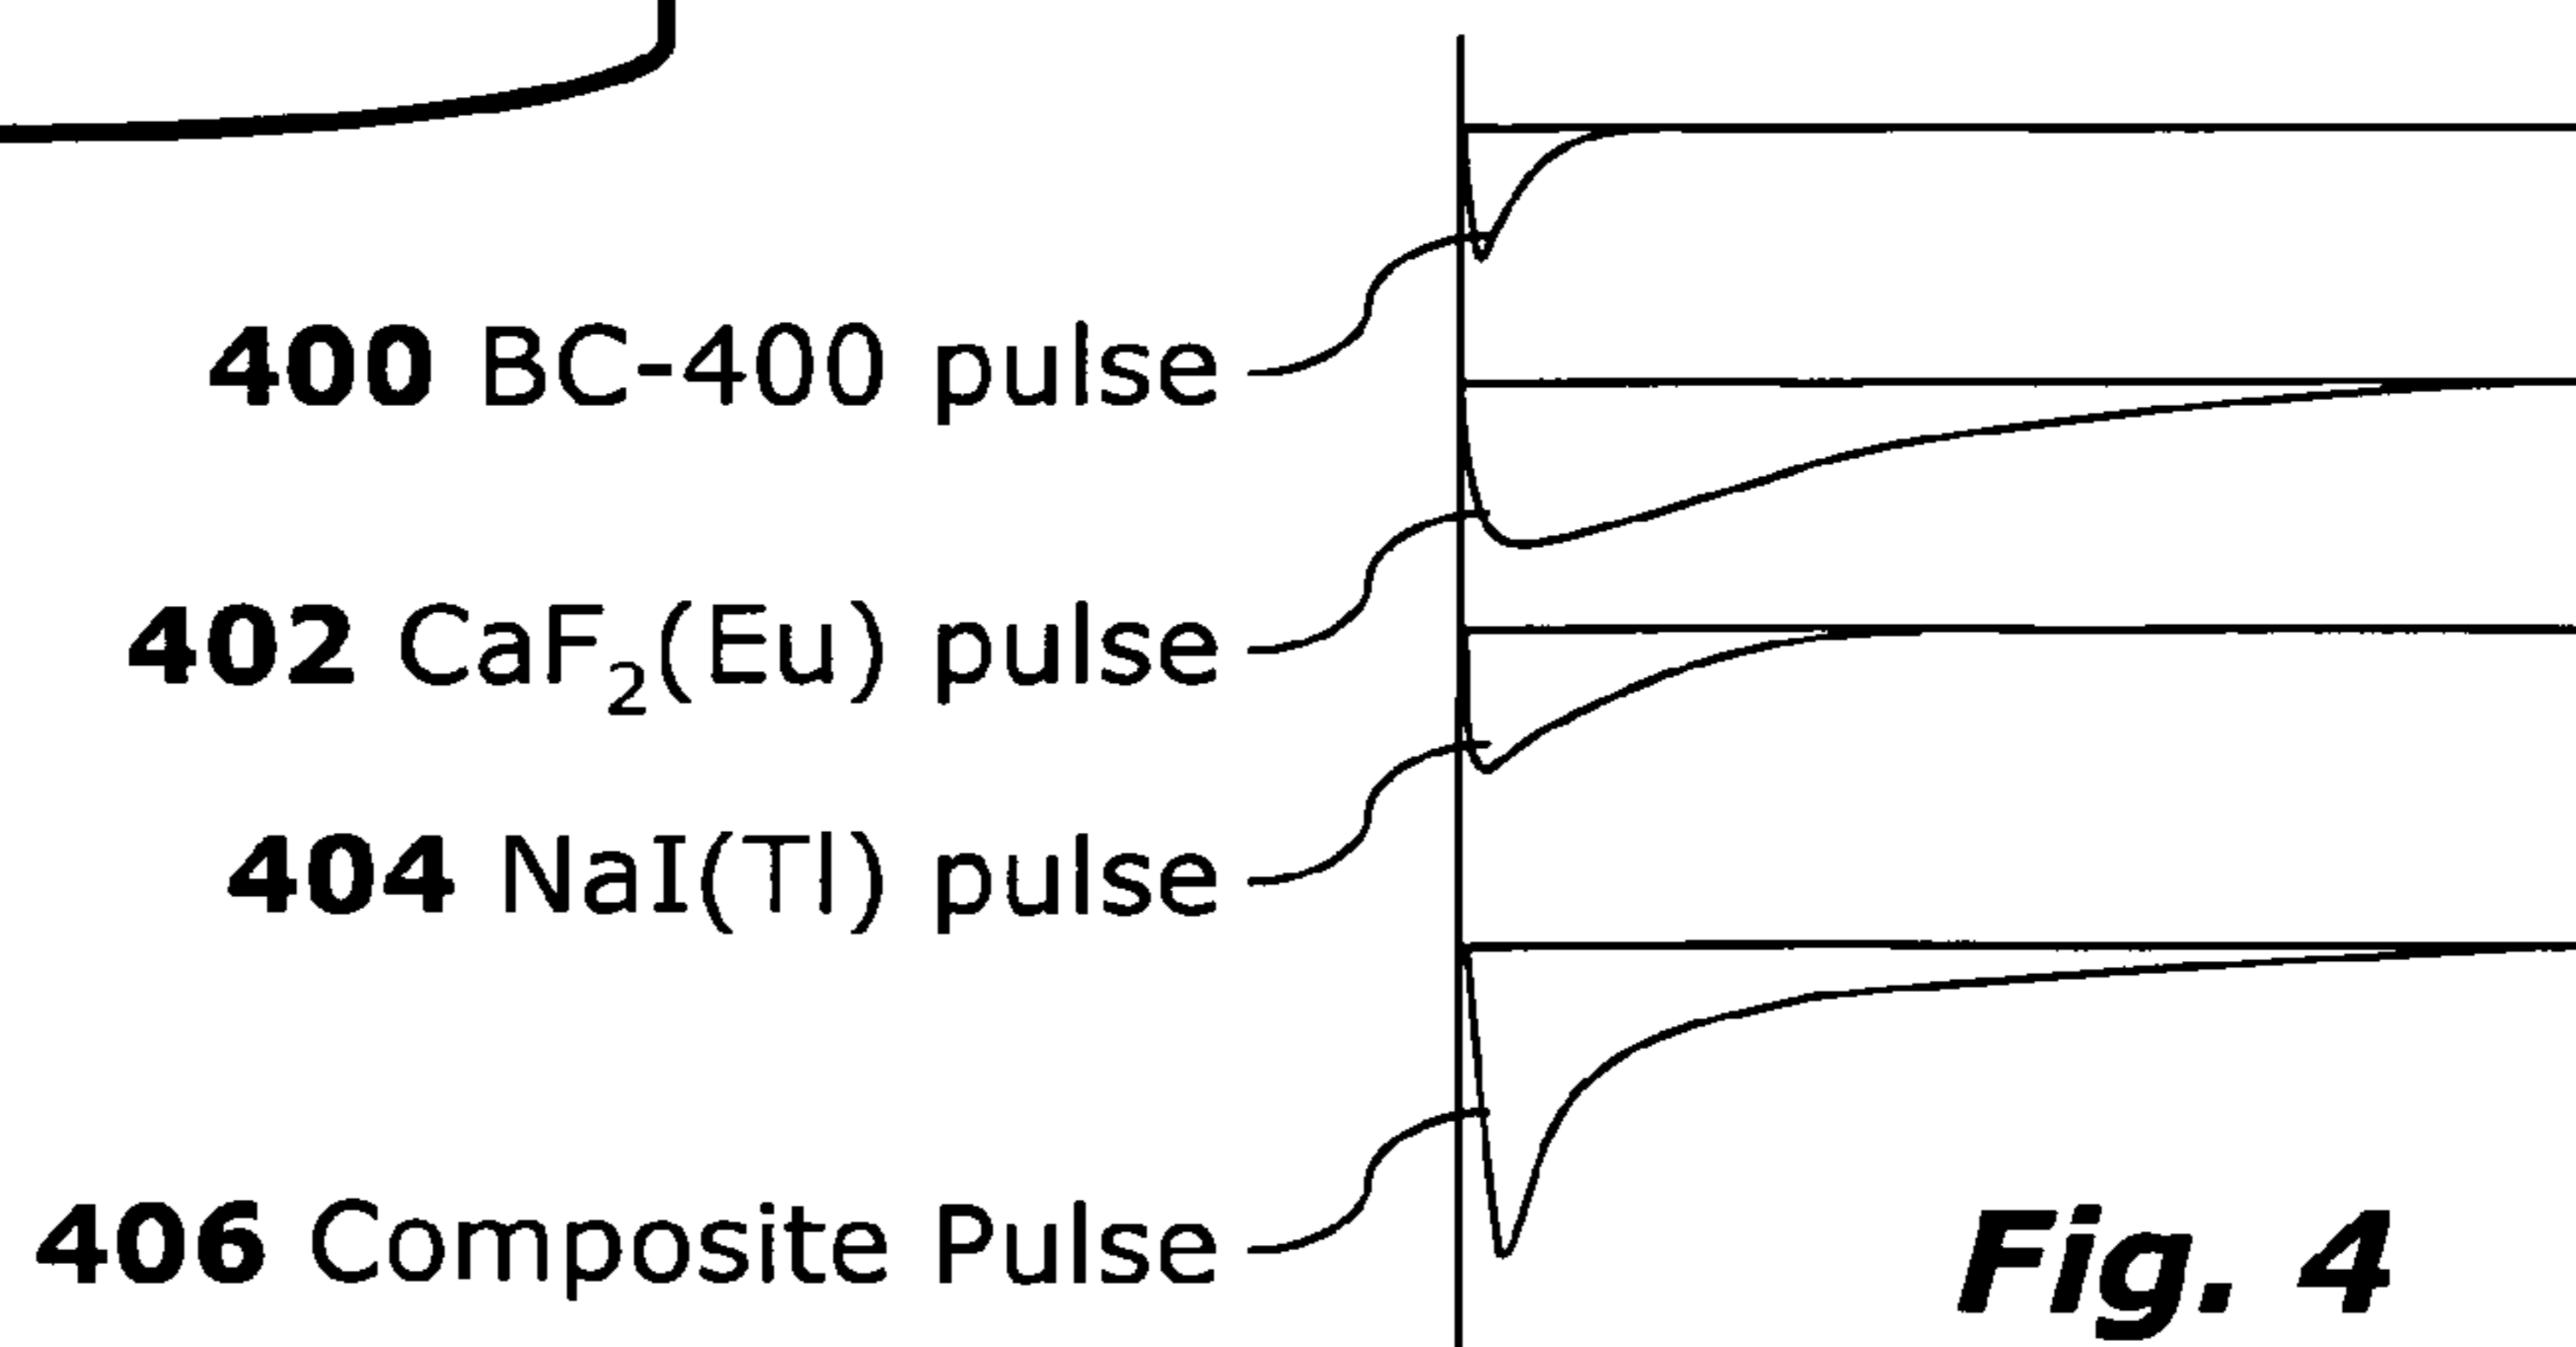 400 BC-400 pulse
402 CaF₂(Eu) pulse
404 NaI(Tl) pulse
406 Composite Pulse
Fig. 4